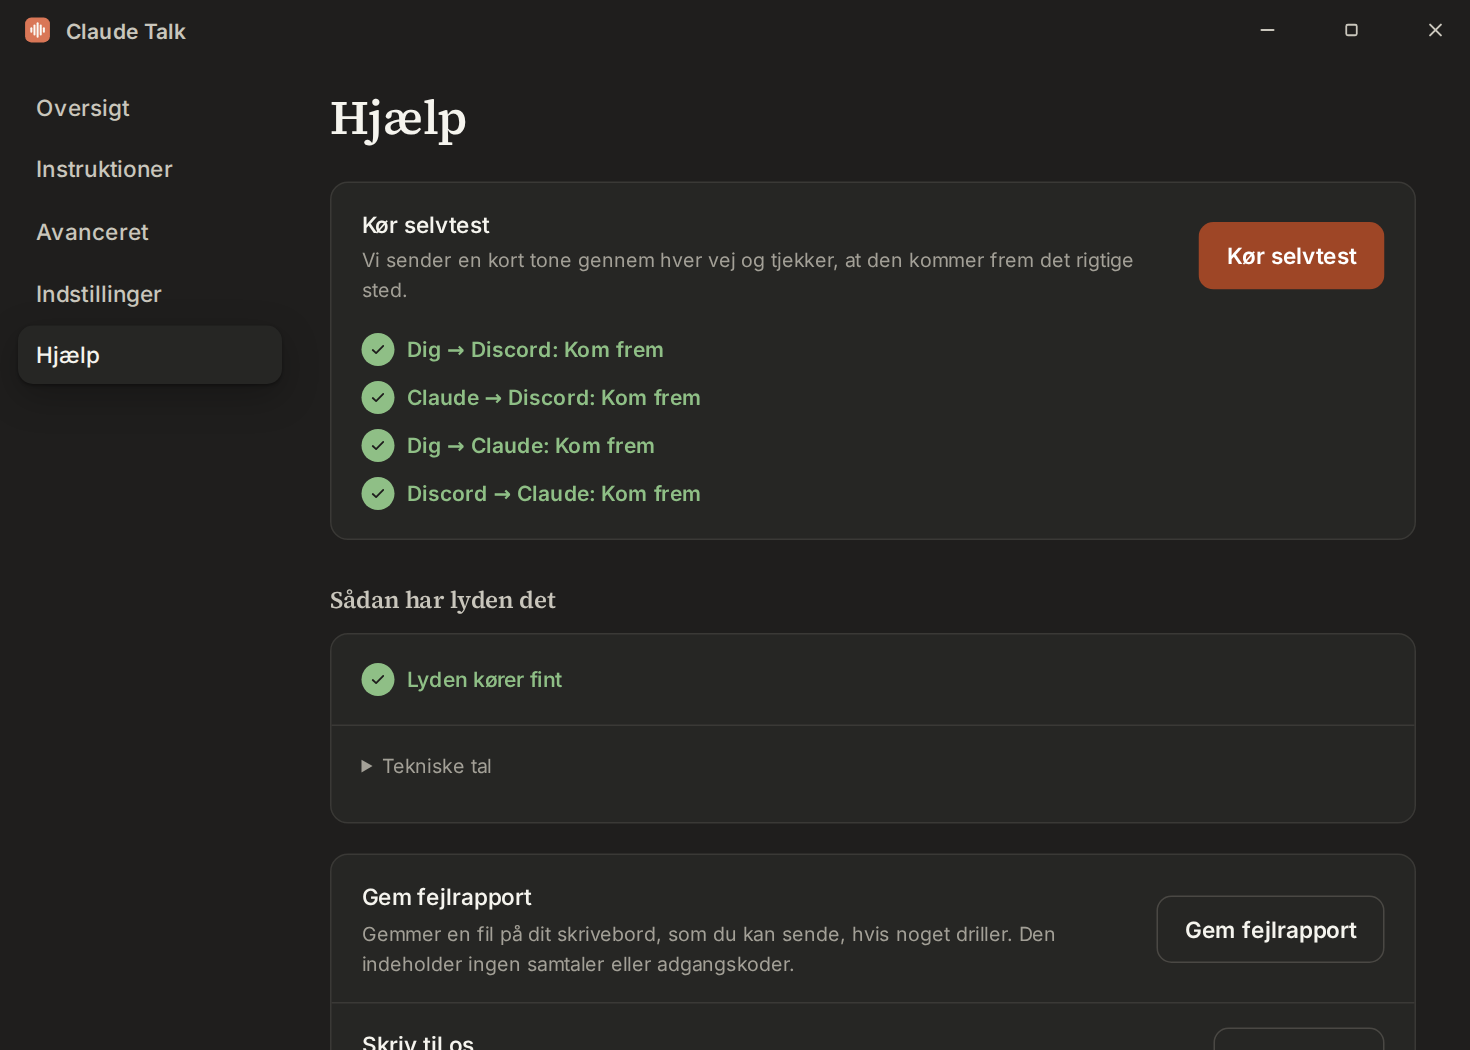 Claude Talk
Oversigt
Instruktioner
Avanceret
Indstillinger
Hjælp
Hjælp
Kør selvtest
Vi sender en kort tone gennem hver vej og tjekker, at den kommer frem det rigtige
sted.
Kør selvtest
Dig → Discord: Kom frem
Claude → Discord: Kom frem
Dig → Claude: Kom frem
Discord → Claude: Kom frem
Sådan har lyden det
Lyden kører fint
Tekniske tal
Gem fejlrapport
Gemmer en fil på dit skrivebord, som du kan sende, hvis noget driller. Den
indeholder ingen samtaler eller adgangskoder.
Gem fejlrapport
Skriv til os